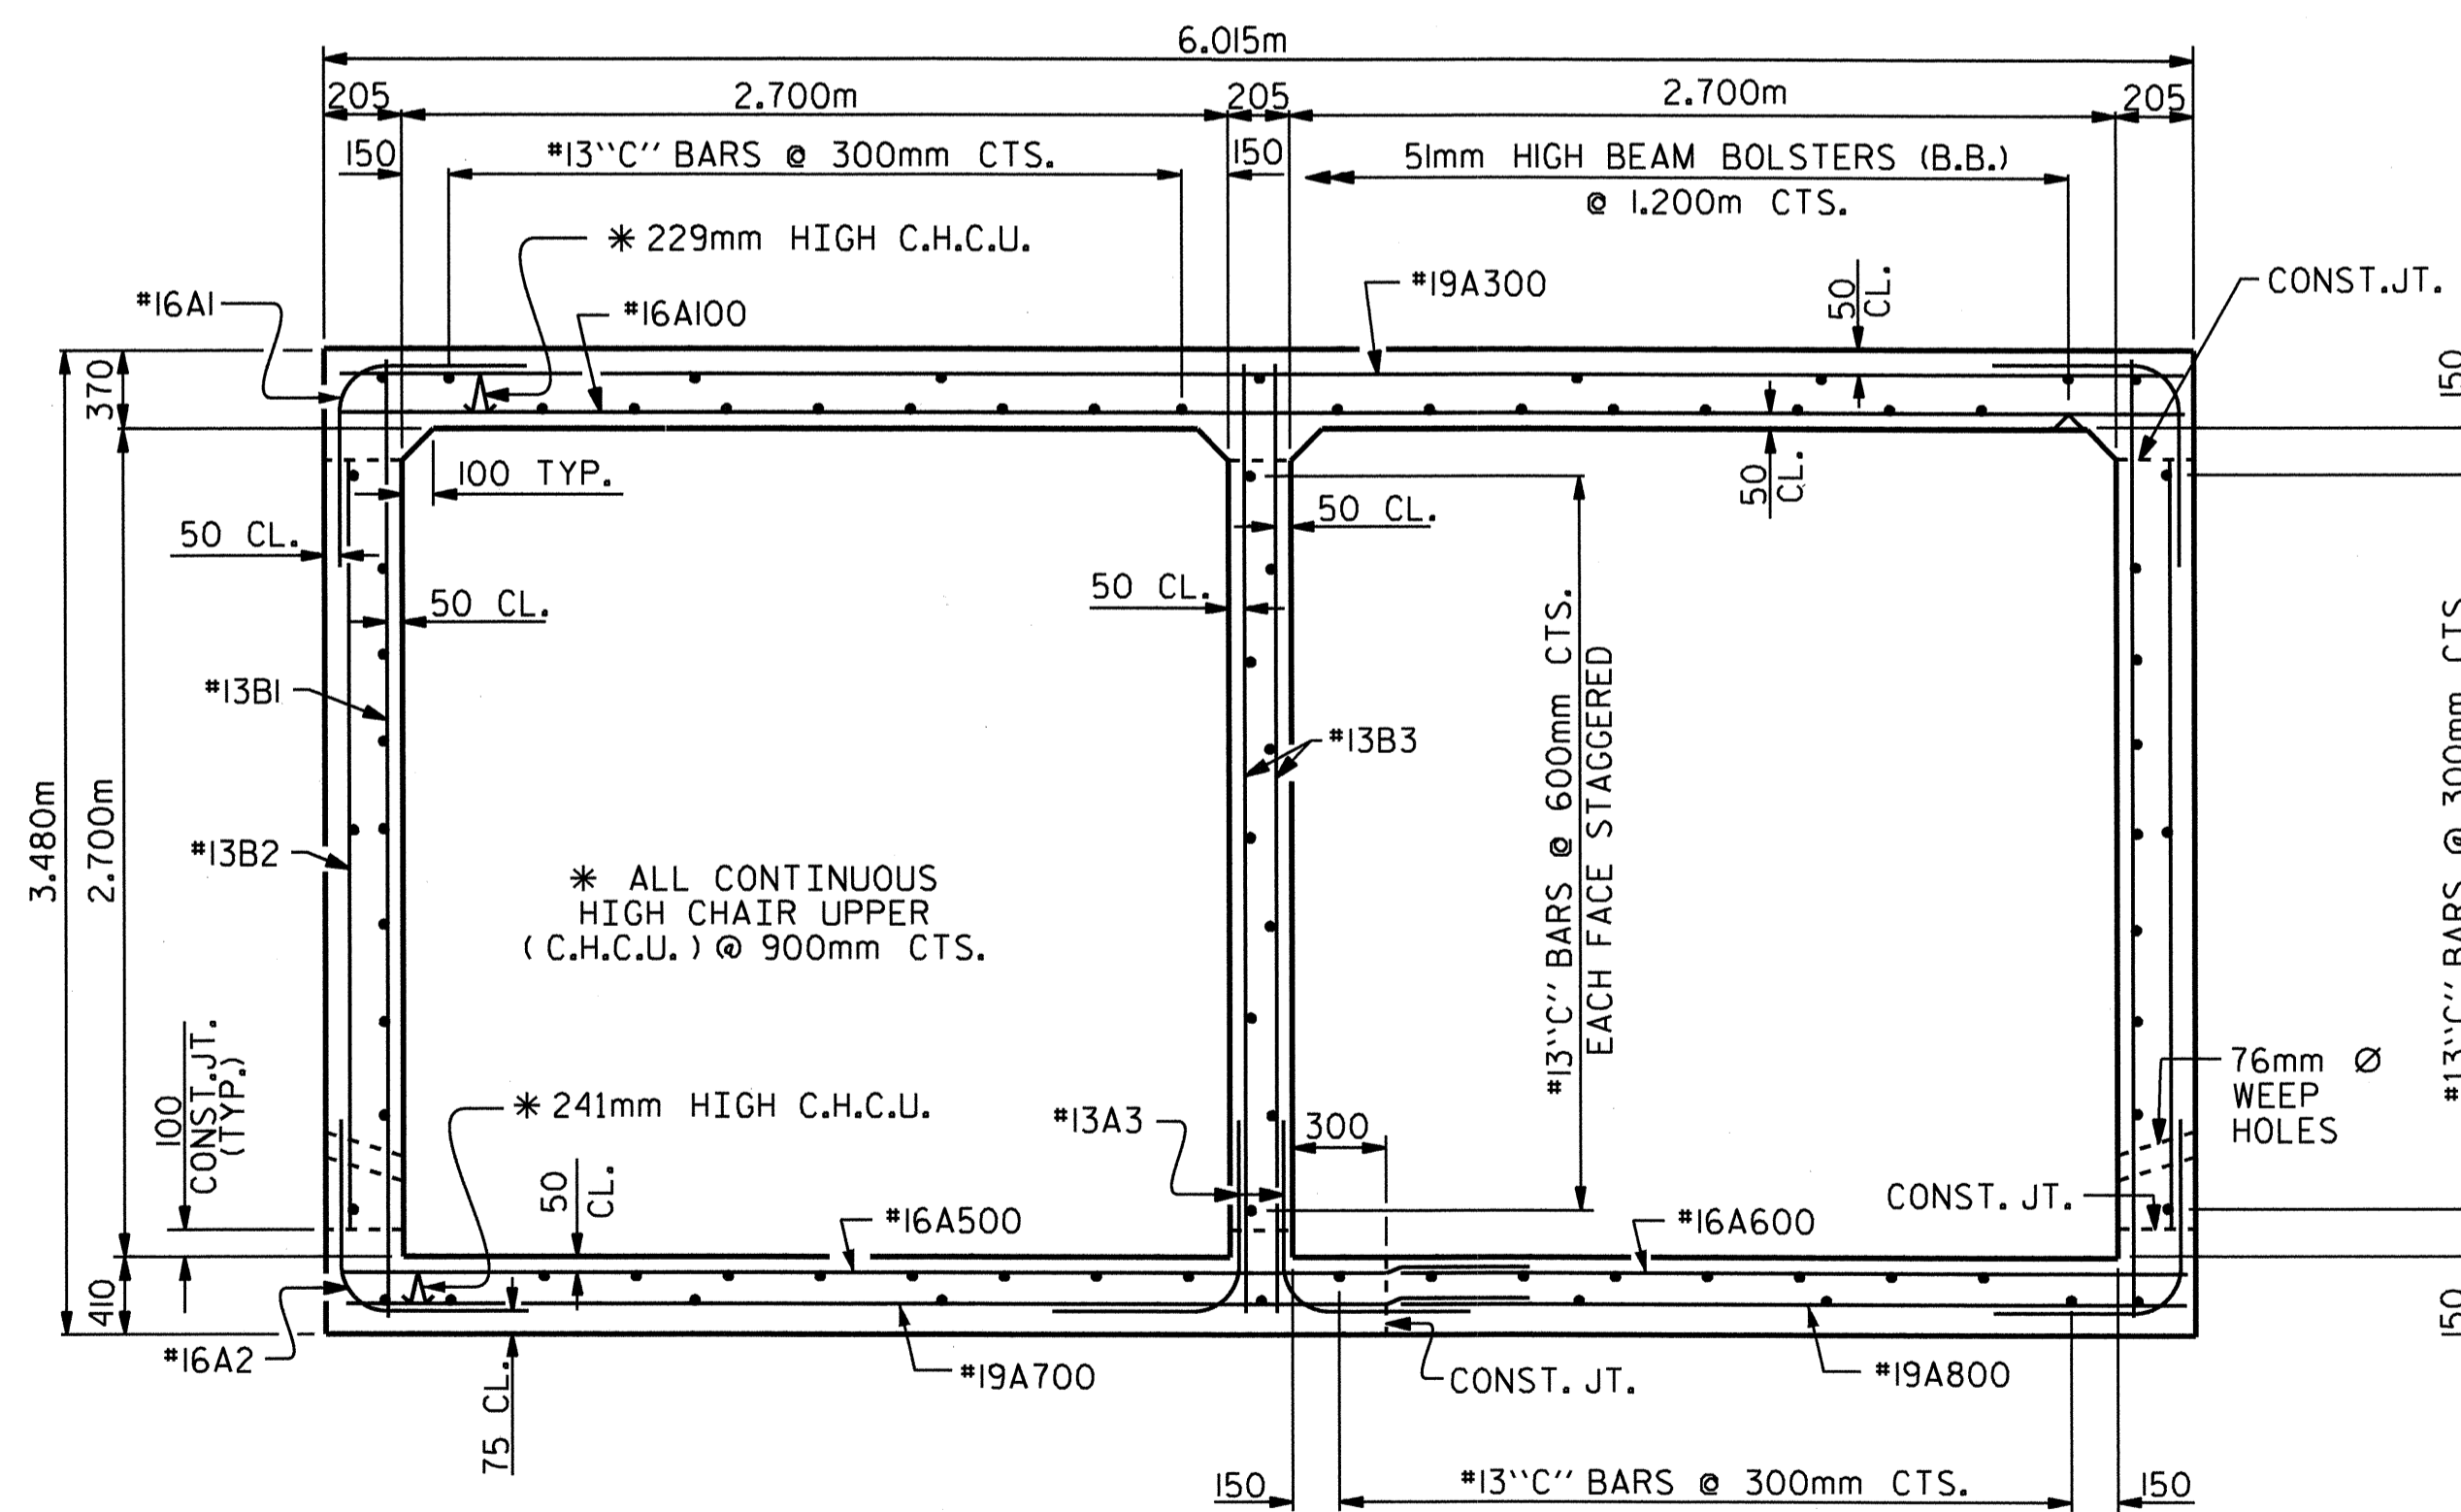 6.015m
205
2.700m
205
2.700m
205
150
#13"C" BARS @ 300mm CTS.
150
51mm HIGH BEAM BOLSTERS (B.B.)
@ 1.200m CTS.
* 229mm HIGH C.H.C.U.
#16A1
#16A100
#19A300
50
CL.
CONST.JT.
370
150
100 TYP.
50
CL.
50 CL.
50 CL.
50 CL.
50 CL.
#13B1
#13B3
#13"C" BARS @ 600mm CTS.
EACH FACE STAGGERED
#13"C" BARS @ 300mm CTS.
3.480m
2.700m
#13B2
* ALL CONTINUOUS
HIGH CHAIR UPPER
(C.H.C.U.) @ 900mm CTS.
100
CONST.JT.
(TYP.)
* 241mm HIGH C.H.C.U.
#13A3
300
76mm Ø
WEEP
HOLES
50
CL.
#16A500
#16A600
CONST. JT.
410
150
#16A2
75 CL.
#19A700
CONST. JT.
#19A800
150
#13"C" BARS @ 300mm CTS.
150